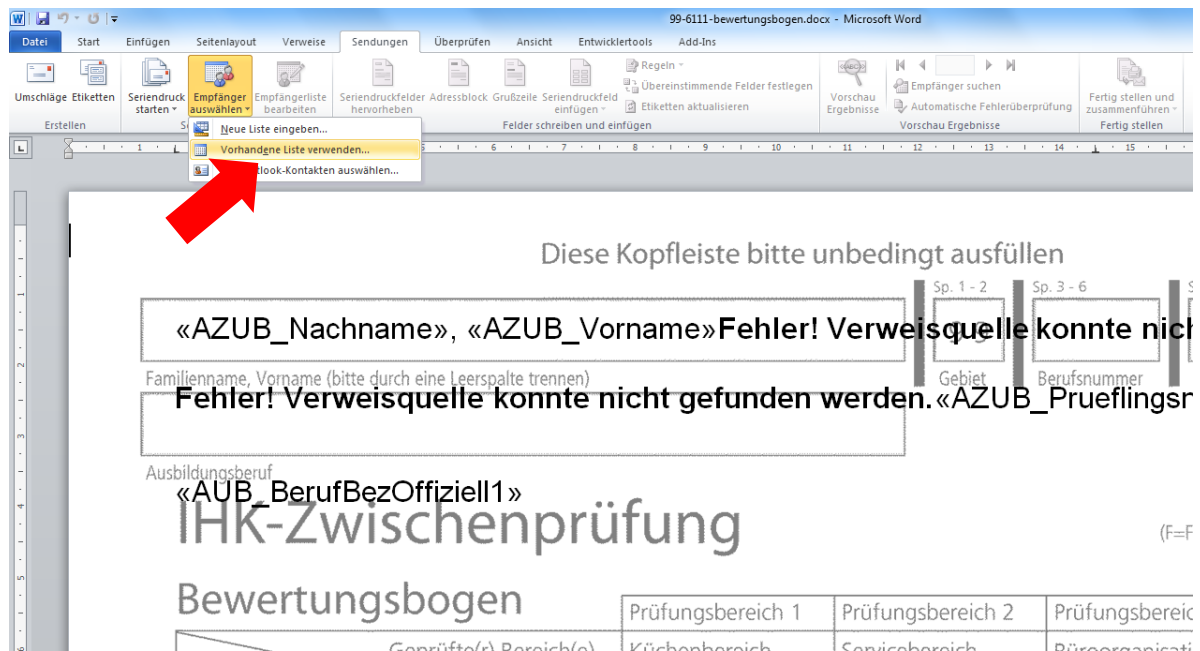 99-6111-bewertungsbogen.docx - Microsoft Word
Datei Start Einfügen Seitenlayout Verweise Sendungen Überprüfen Ansicht Entwicklertools Add-Ins
Umschläge Etiketten
Erstellen
Seriendruck starten
Empfänger auswählen
Empfängerliste bearbeiten
Seriendruckfelder hervorheben
Adressblock Grußzeile
Seriendruckfeld einfügen
Regeln
Übereinstimmende Felder festlegen
Etiketten aktualisieren
Felder schreiben und einfügen
Vorschau Ergebnisse
Empfänger suchen
Automatische Fehlerüberprüfung
Vorschau Ergebnisse
Fertig stellen und zusammenführen
Fertig stellen
Neue Liste eingeben...
Vorhandene Liste verwenden...
look-Kontakten auswählen...
Diese Kopfleiste bitte unbedingt ausfüllen
Sp. 1 - 2 Sp. 3 - 6
«AZUB_Nachname», «AZUB_Vorname»Fehler! Verweisquelle konnte nich
Familienname, Vorname (bitte durch eine Leerspalte trennen) Gebiet Berufsnummer
Fehler! Verweisquelle konnte nicht gefunden werden.«AZUB_Prueflingsn
Ausbildungsberuf
«AUB_BerufBezOffiziell1»
IHK-Zwischenprüfung
(F=F
Bewertungsbogen
Prüfungsbereich 1 Prüfungsbereich 2 Prüfungsbereic
Geprüfte(r) Bereich(e) Küchenbereich Servicebereich Büroorganisati